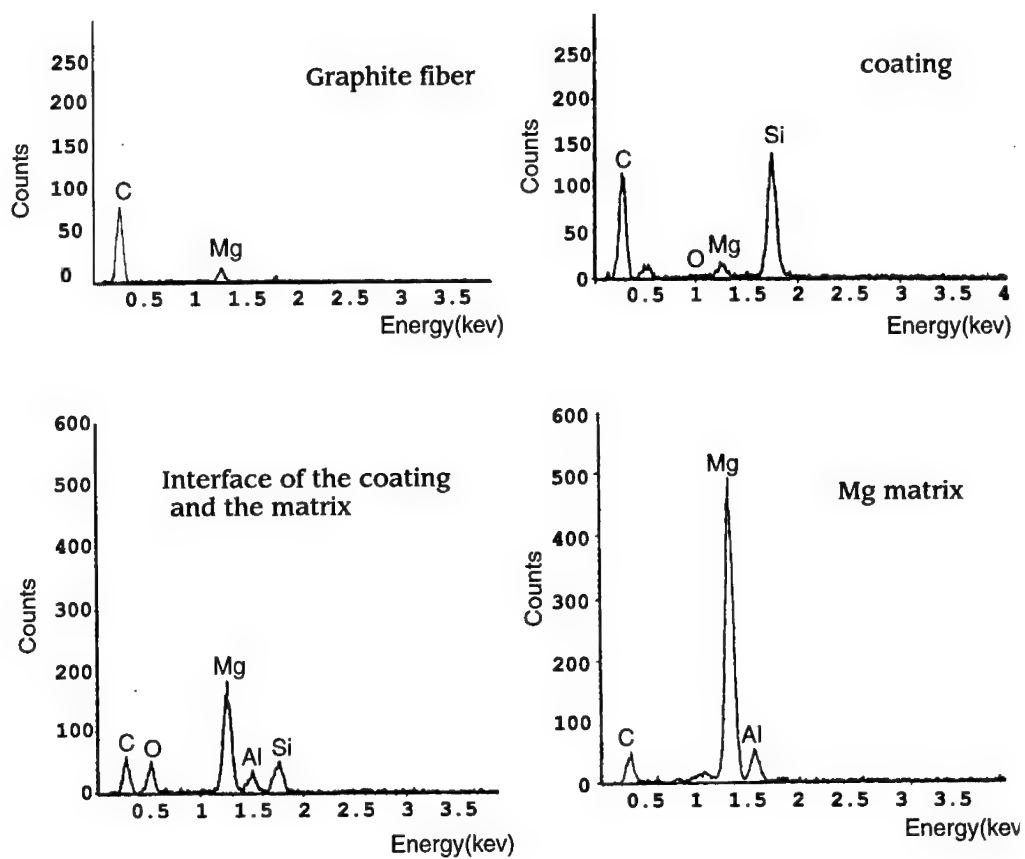 Graphite fiber
250
200
150
100
50
0
Counts
C
Mg
0.5 1 1.5 2 2.5 3 3.5
Energy(kev)
coating
250
200
150
100
50
0
Counts
C
O
Mg
Si
0.5 1 1.5 2 2.5 3 3.5 4
Energy(kev)
Interface of the coating
and the matrix
600
500
400
300
200
100
0
Counts
C
O
Mg
Al
Si
0.5 1 1.5 2 2.5 3 3.5
Energy(kev)
Mg matrix
600
500
400
300
200
100
0
Counts
C
Mg
Al
0.5 1 1.5 2 2.5 3 3.5
Energy(kev